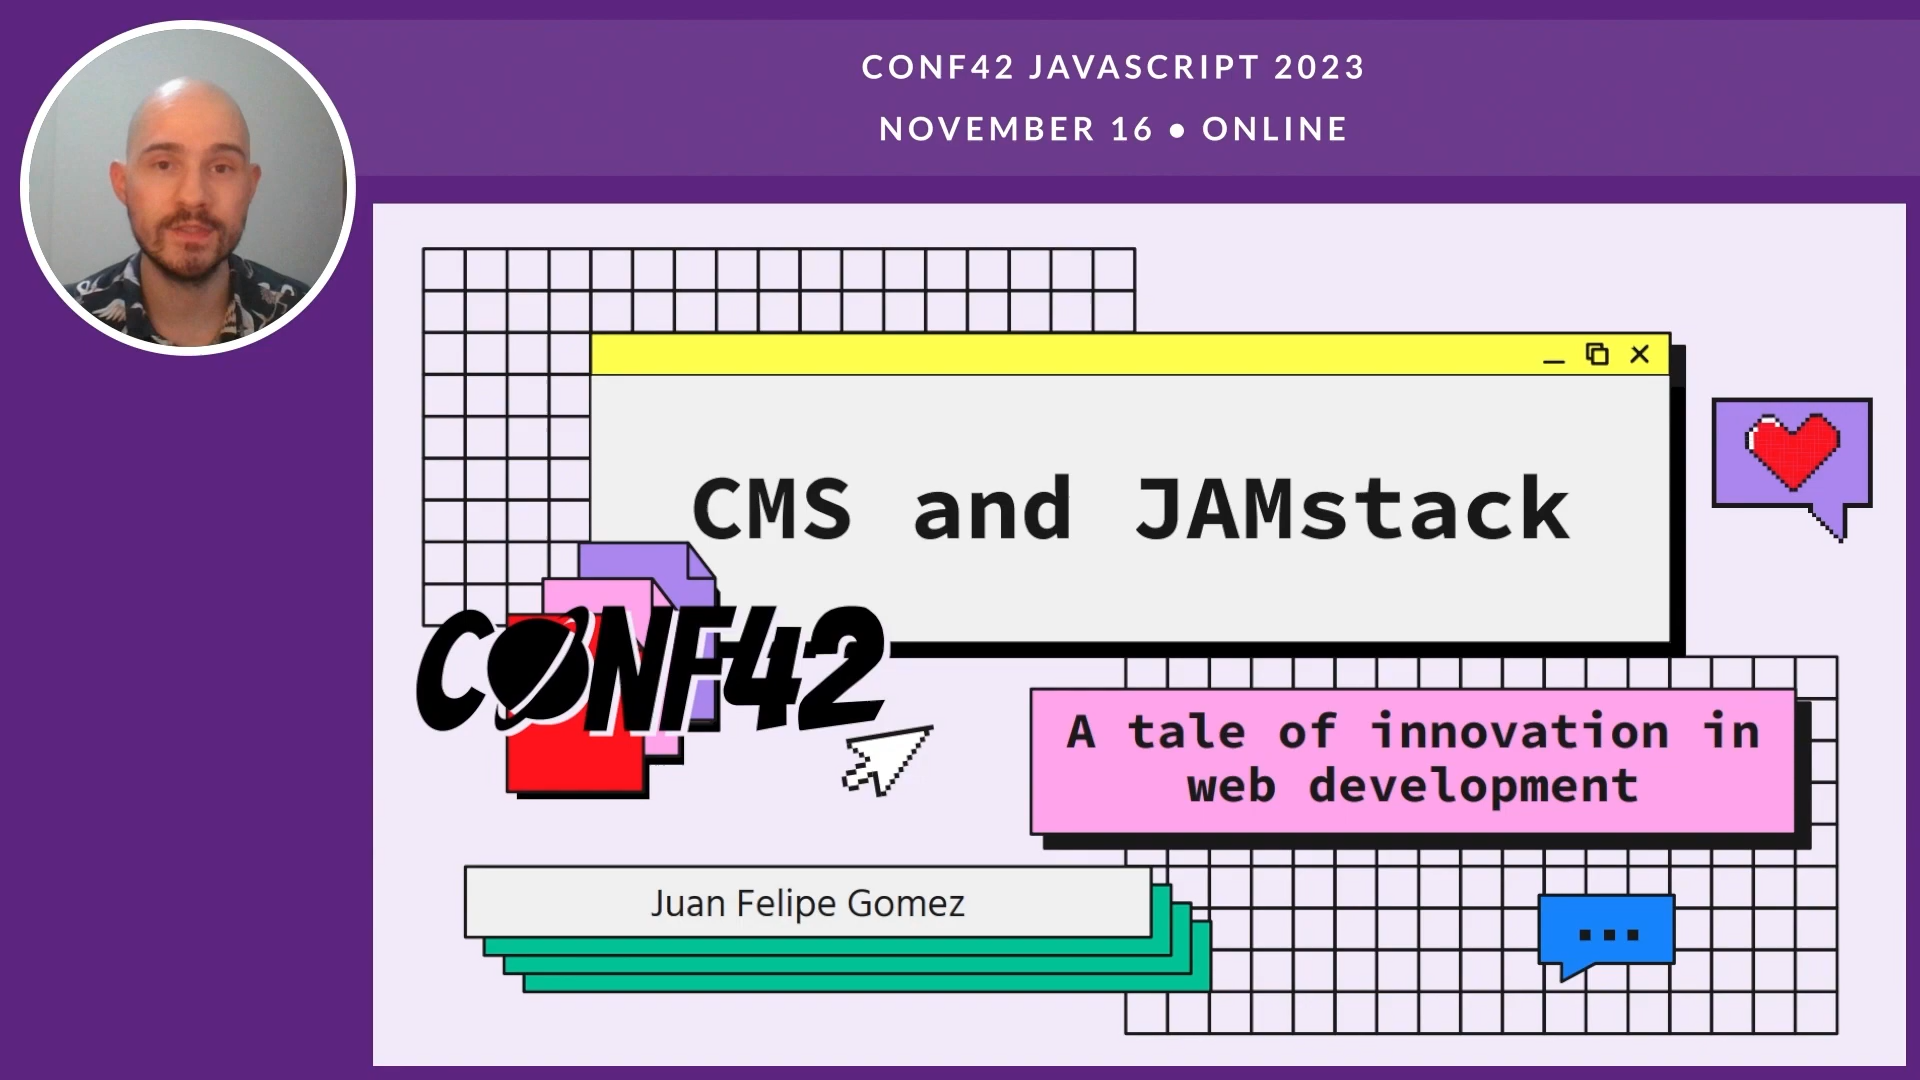 CONF42 JAVASCRIPT 2023
NOVEMBER 16 • ONLINE
CMS and JAMstack
CONF42
A tale of innovation in
web development
Juan Felipe Gomez